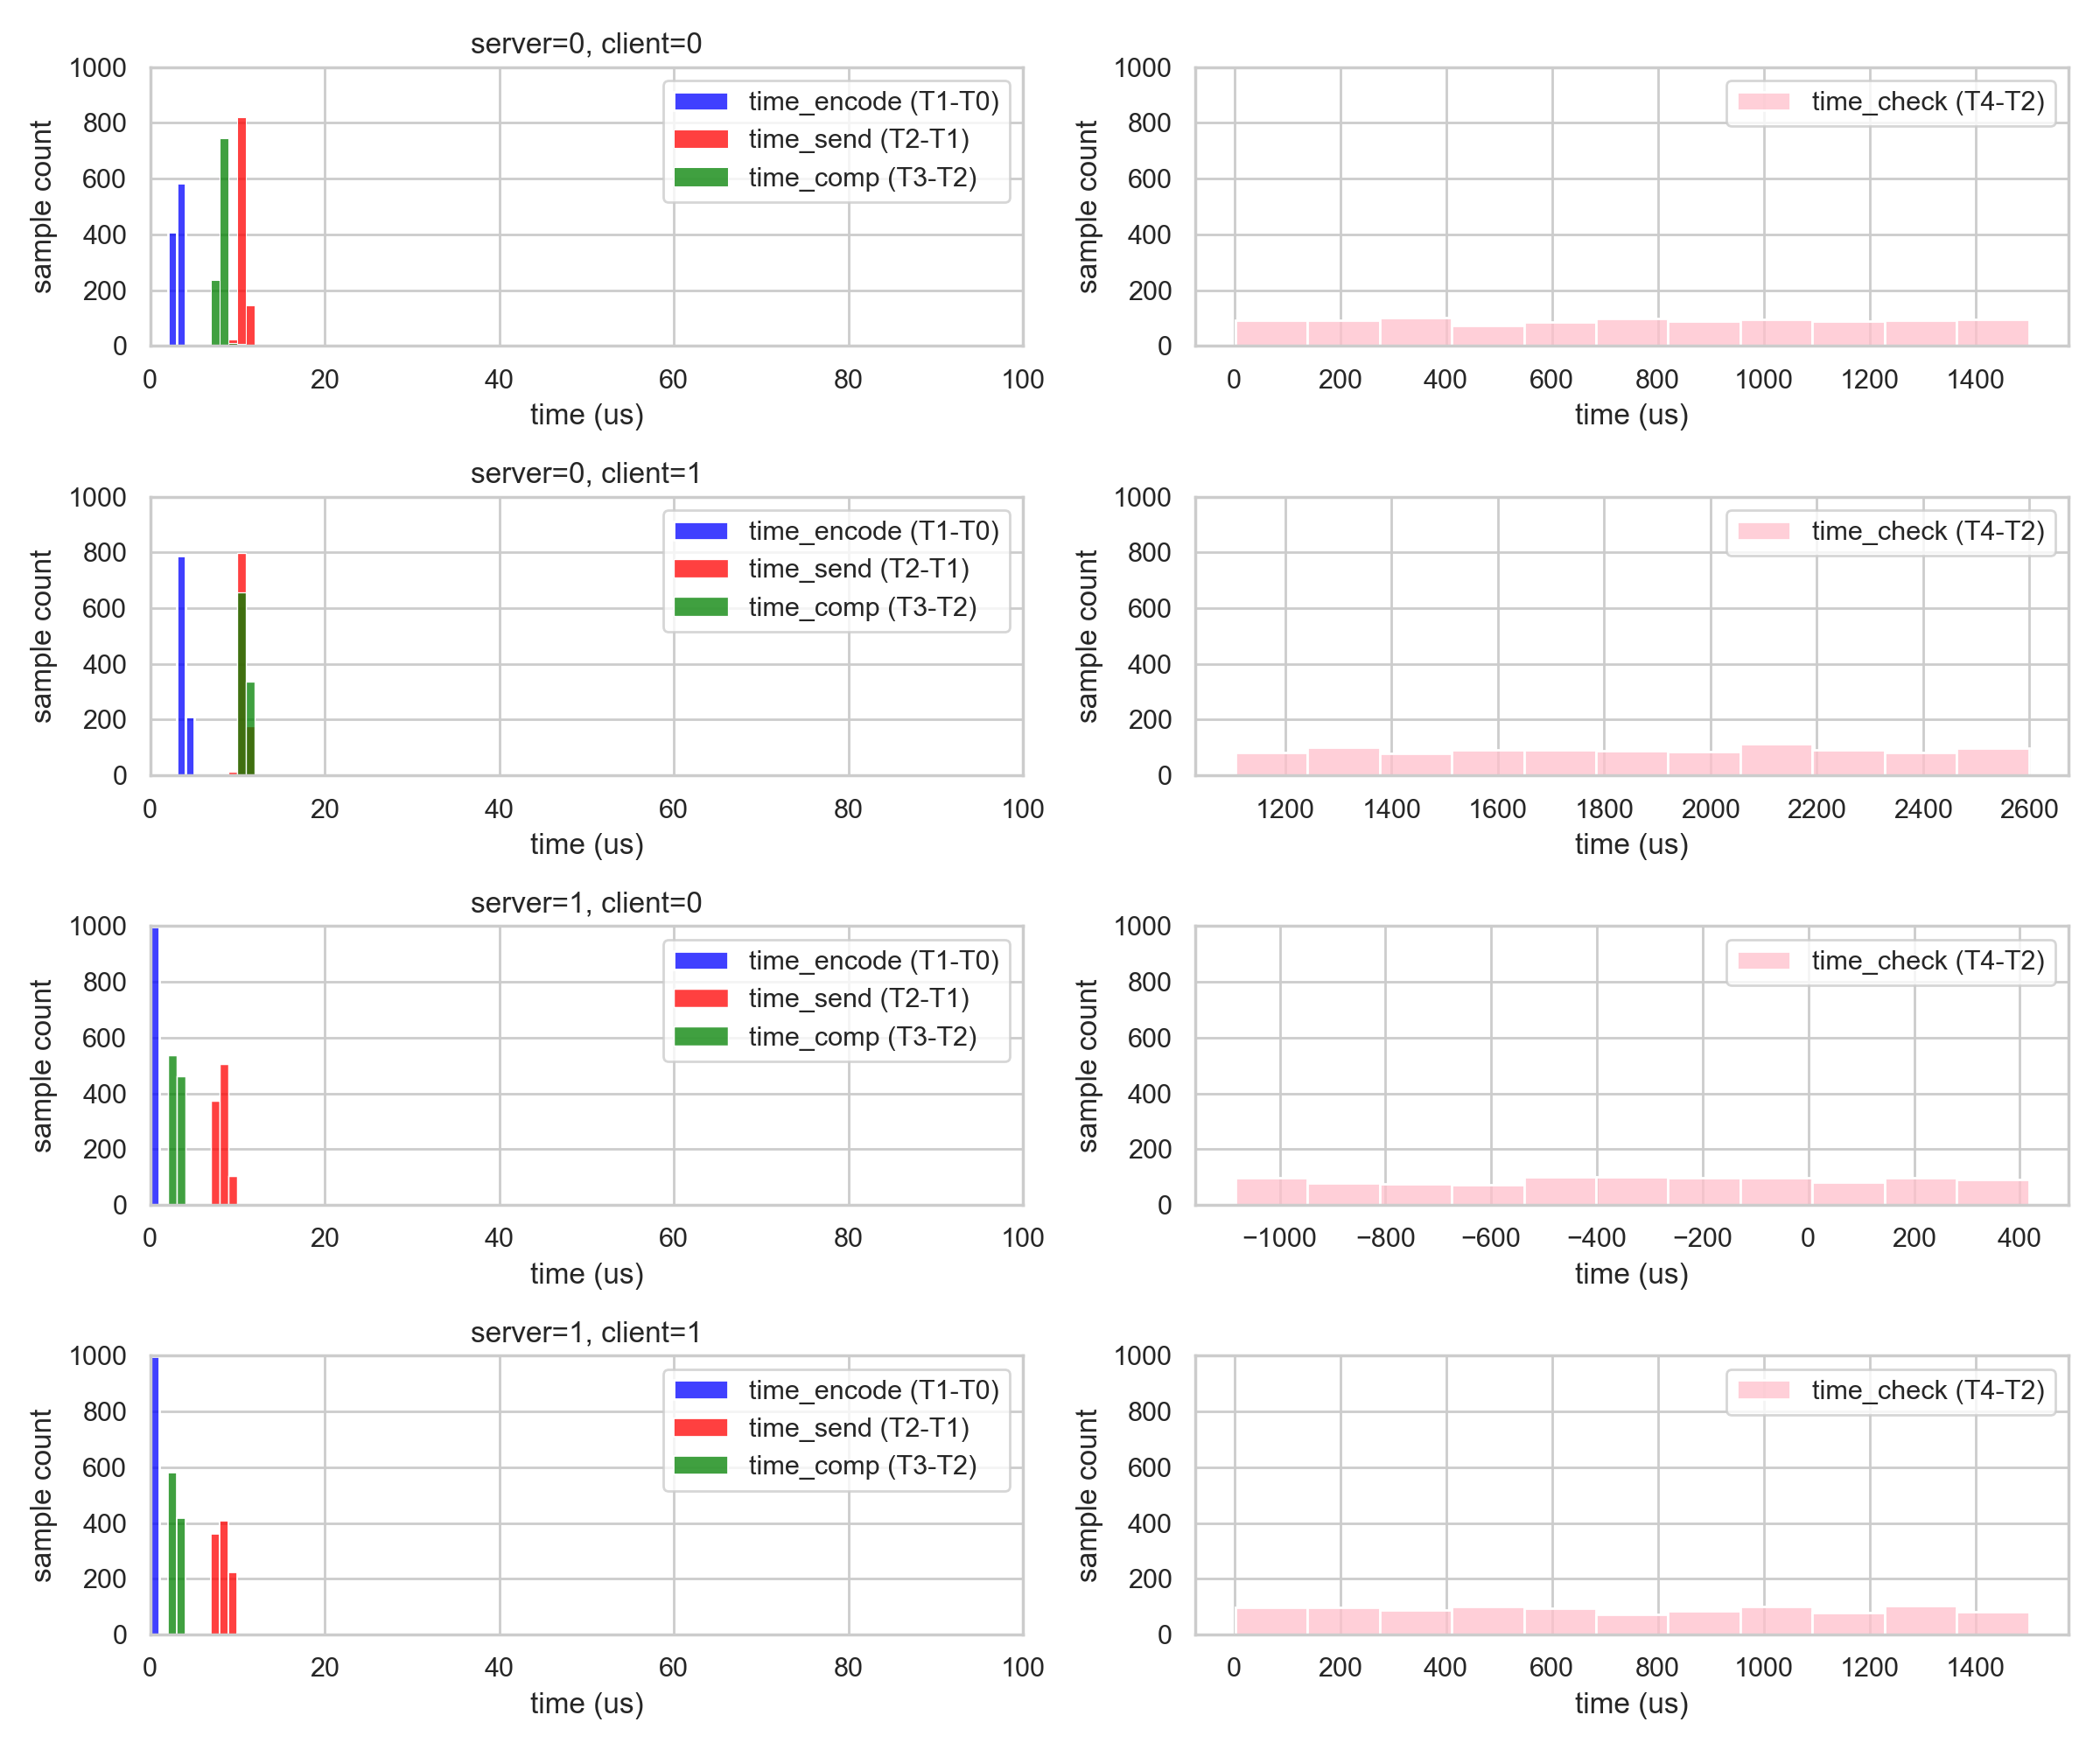 server=0, client=0
1000
800
600
400
200
0
sample count
time_encode (T1-T0)
time_send (T2-T1)
time_comp (T3-T2)
0 20 40 60 80 100
time (us)
1000
800
600
400
200
0
sample count
time_check (T4-T2)
0 200 400 600 800 1000 1200 1400
time (us)
server=0, client=1
1000
800
600
400
200
0
sample count
time_encode (T1-T0)
time_send (T2-T1)
time_comp (T3-T2)
0 20 40 60 80 100
time (us)
1000
800
600
400
200
0
sample count
time_check (T4-T2)
1200 1400 1600 1800 2000 2200 2400 2600
time (us)
server=1, client=0
1000
800
600
400
200
0
sample count
time_encode (T1-T0)
time_send (T2-T1)
time_comp (T3-T2)
0 20 40 60 80 100
time (us)
1000
800
600
400
200
0
sample count
time_check (T4-T2)
−1000 −800 −600 −400 −200 0 200 400
time (us)
server=1, client=1
1000
800
600
400
200
0
sample count
time_encode (T1-T0)
time_send (T2-T1)
time_comp (T3-T2)
0 20 40 60 80 100
time (us)
1000
800
600
400
200
0
sample count
time_check (T4-T2)
0 200 400 600 800 1000 1200 1400
time (us)